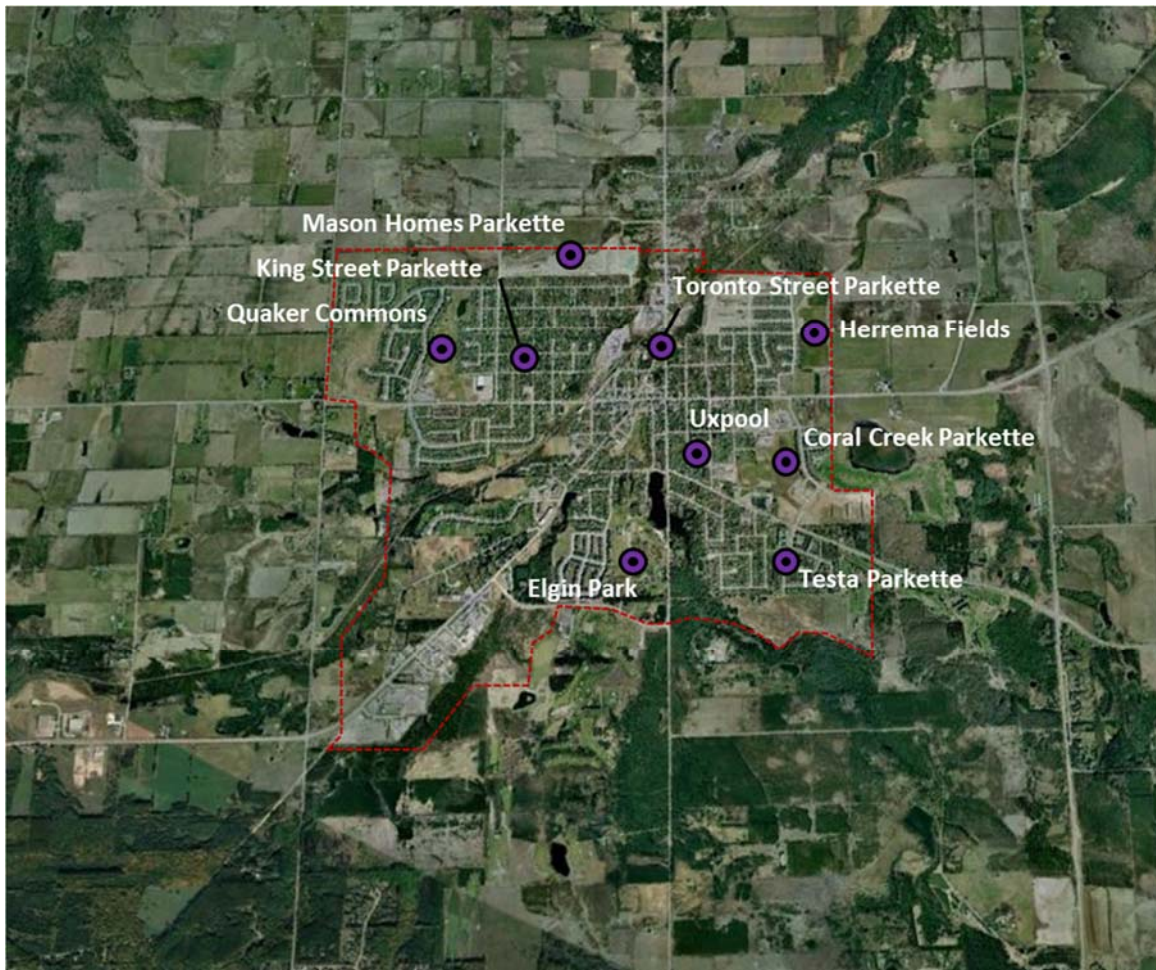 Mason Homes Parkette
King Street Parkette
Toronto Street Parkette
Quaker Commons
Herrema Fields
Uxpool
Coral Creek Parkette
Elgin Park
Testa Parkette